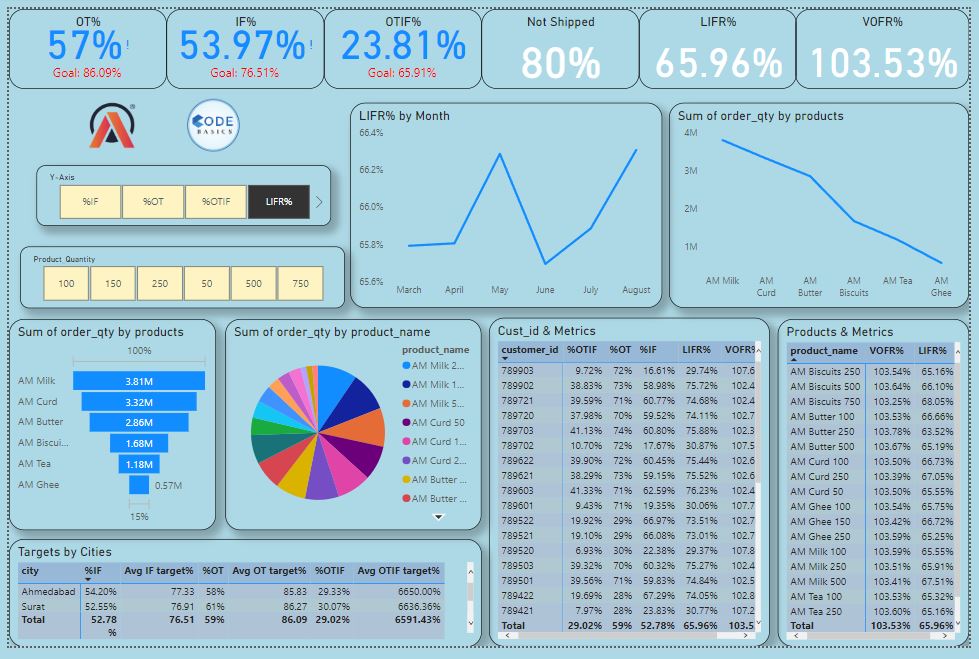 OT%
57%!
Goal: 86.09%
IF%
53.97%!
Goal: 76.51%
OTIF%
23.81%
Goal: 65.91%
Not Shipped
80%
LIFR%
65.96%
VOFR%
103.53%
CODE
BASICS
Y-Axis
%IF %OT %OTIF LIFR%
Product_Quantity
100 150 250 50 500 750
LIFR% by Month
66.4%
66.2%
66.0%
65.8%
65.6%
March April May June July August
Sum of order_qty by products
4M
3M
2M
1M
AM Milk AM Curd AM Butter AM Biscuits AM Tea AM Ghee
Sum of order_qty by products
100%
AM Milk 3.81M
AM Curd 3.32M
AM Butter 2.86M
AM Biscui... 1.68M
AM Tea 1.18M
AM Ghee 0.57M
15%
Sum of order_qty by product_name
product_name
AM Milk 2...
AM Milk 1...
AM Milk 5...
AM Curd 50
AM Curd 1...
AM Curd 2...
AM Butter ...
AM Butter ...
Cust_id & Metrics
customer_id %OTIF %OT %IF LIFR% VOFR%
789903 9.72% 72% 16.61% 29.74% 107.6
789902 38.83% 73% 58.98% 75.72% 102.4
789721 39.59% 71% 60.77% 74.68% 102.4
789720 37.98% 70% 59.52% 74.11% 102.7
789703 41.13% 74% 60.80% 75.88% 102.3
789702 10.70% 72% 17.67% 30.87% 107.5
789622 39.90% 72% 60.45% 75.44% 102.6
789621 38.29% 73% 59.15% 75.52% 102.6
789603 41.33% 71% 62.59% 76.23% 102.4
789601 9.43% 29% 19.35% 30.06% 107.7
789522 19.92% 29% 66.97% 73.51% 102.7
789521 19.10% 29% 66.08% 73.01% 102.7
789520 6.93% 30% 22.38% 29.37% 107.8
789503 39.32% 70% 60.32% 75.27% 102.4
789501 39.56% 71% 59.83% 74.84% 102.5
789422 19.69% 28% 67.29% 74.05% 102.8
789421 7.97% 28% 23.83% 30.77% 107.2
Total 29.02% 59% 52.78% 65.96% 103.5
Products & Metrics
product_name VOFR% LIFR%
AM Biscuits 250 103.54% 65.16%
AM Biscuits 500 103.64% 66.10%
AM Biscuits 750 103.25% 68.05%
AM Butter 100 103.53% 66.66%
AM Butter 250 103.78% 63.52%
AM Butter 500 103.67% 65.19%
AM Curd 100 103.50% 66.73%
AM Curd 250 103.39% 67.05%
AM Curd 50 103.50% 65.55%
AM Ghee 100 103.54% 65.75%
AM Ghee 150 103.42% 66.72%
AM Ghee 250 103.59% 65.25%
AM Milk 100 103.59% 65.55%
AM Milk 250 103.51% 65.91%
AM Milk 500 103.41% 67.51%
AM Tea 100 103.53% 65.32%
AM Tea 250 103.60% 65.16%
Total 103.53% 65.96%
Targets by Cities
city %IF Avg IF target% %OT Avg OT target% %OTIF Avg OTIF target%
Ahmedabad 54.20% 77.33 58% 85.83 29.33% 6650.00%
Surat 52.55% 76.91 61% 86.27 30.07% 6636.36%
Total 52.78% 76.51 59% 86.09 29.02% 6591.43%